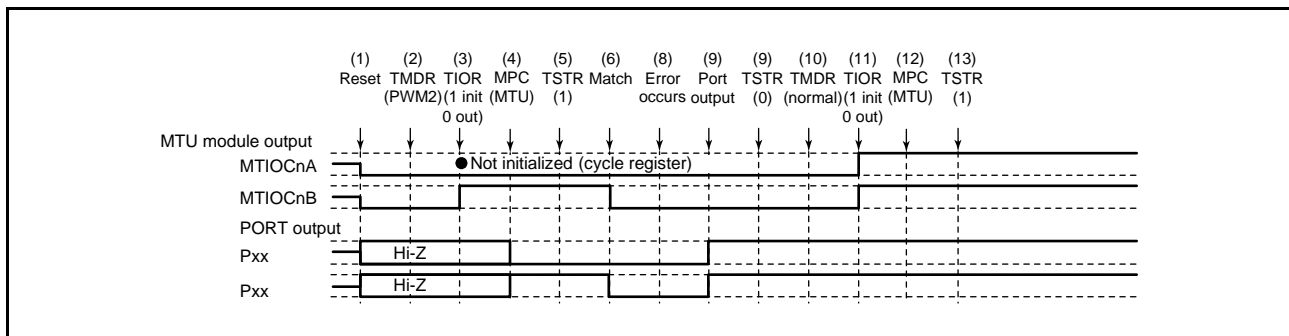 (1) (2) (3) (4) (5) (6) (8) (9) (9) (10) (11) (12) (13)
Reset TMDR TIOR MPC TSTR Match Error Port TSTR TMDR TIOR MPC TSTR
(PWM2) (1 init (MTU) (1) occurs output (0) (normal) (1 init (MTU) (1)
0 out) 0 out)
MTU module output
MTIOCnA Not initialized (cycle register)
MTIOCnB
PORT output
Pxx Hi-Z
Pxx Hi-Z